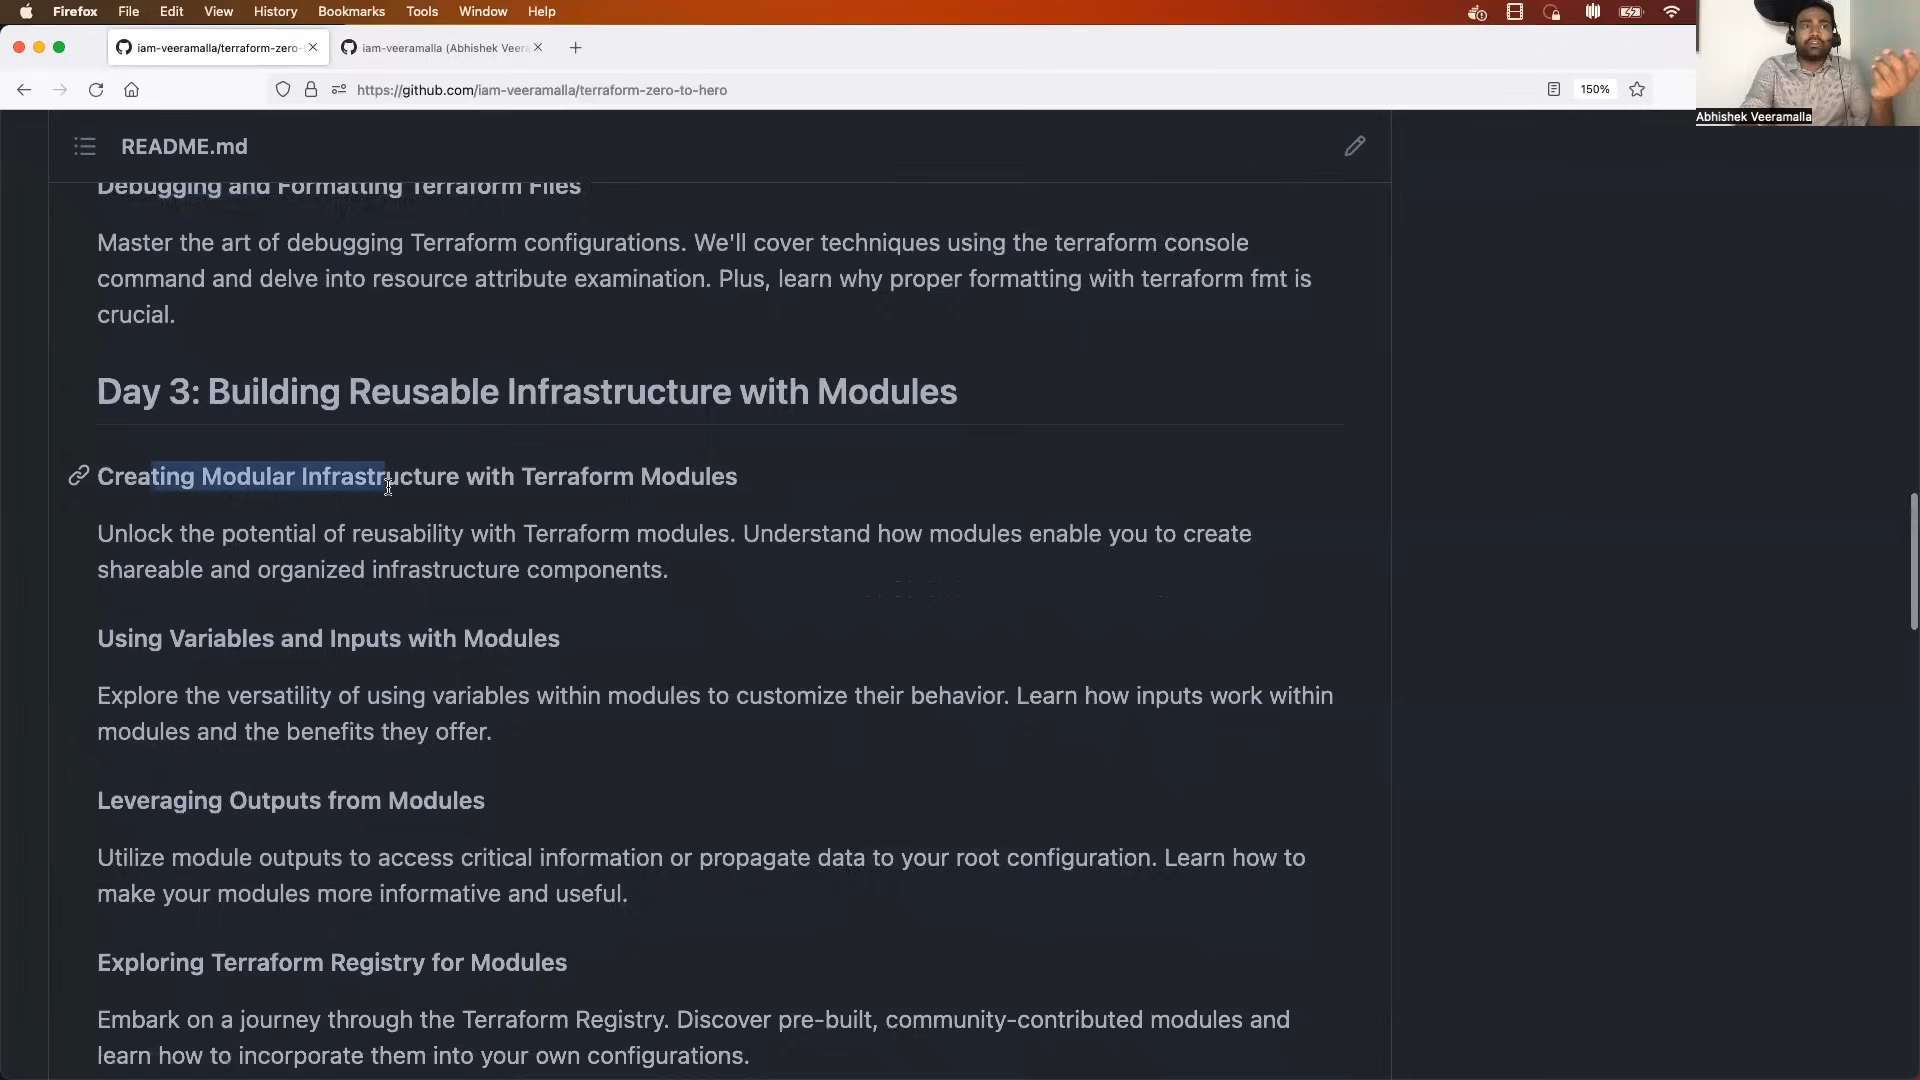 Firefox File Edit View History Bookmarks Tools Window Help
iam-veeramalla/terraform-zero- iam-veeramalla (Abhishek Veera
https://github.com/iam-veeramalla/terraform-zero-to-hero 150%
Abhishek Veeramalla
README.md
Debugging and Formatting Terraform Files
Master the art of debugging Terraform configurations. We'll cover techniques using the terraform console
command and delve into resource attribute examination. Plus, learn why proper formatting with terraform fmt is
crucial.
Day 3: Building Reusable Infrastructure with Modules
Creating Modular Infrastructure with Terraform Modules
Unlock the potential of reusability with Terraform modules. Understand how modules enable you to create
shareable and organized infrastructure components.
Using Variables and Inputs with Modules
Explore the versatility of using variables within modules to customize their behavior. Learn how inputs work within
modules and the benefits they offer.
Leveraging Outputs from Modules
Utilize module outputs to access critical information or propagate data to your root configuration. Learn how to
make your modules more informative and useful.
Exploring Terraform Registry for Modules
Embark on a journey through the Terraform Registry. Discover pre-built, community-contributed modules and
learn how to incorporate them into your own configurations.